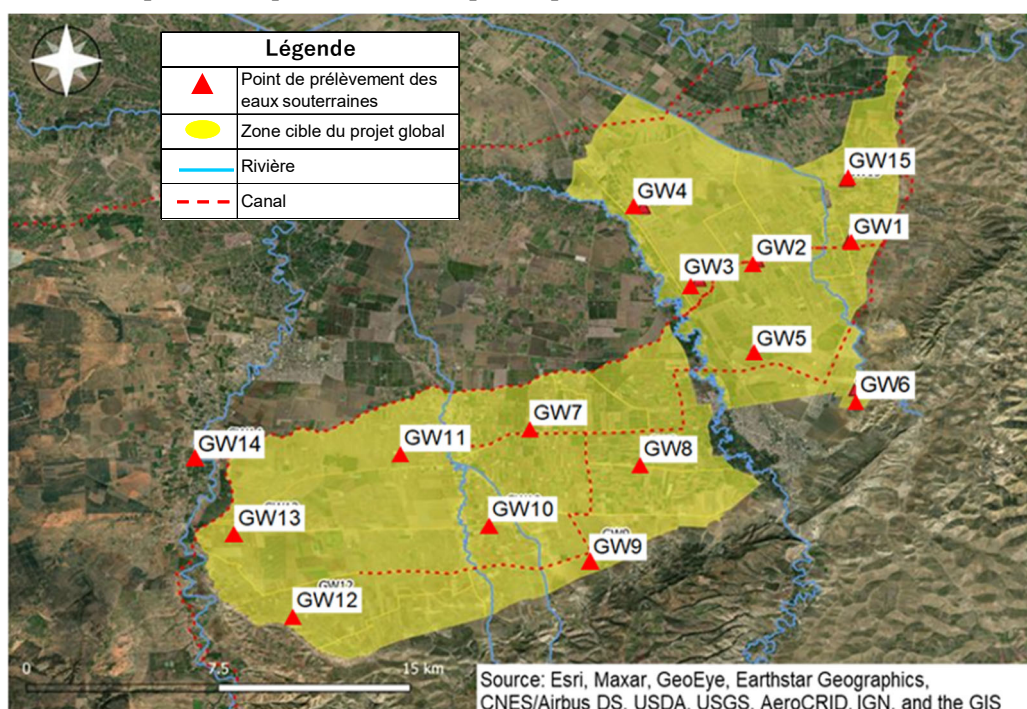 Légende
Point de prélèvement des
eaux souterraines
Zone cible du projet global
Rivière
Canal
GW15
GW4
GW1
GW2
GW3
GW5
GW6
GW7
GW11
GW14
GW8
GW10
GW13
GW9
GW12
0 7.5 15 km
Source: Esri, Maxar, GeoEye, Earthstar Geographics,
CNES/Airbus DS, USDA, USGS, AeroGRID, IGN, and the GIS